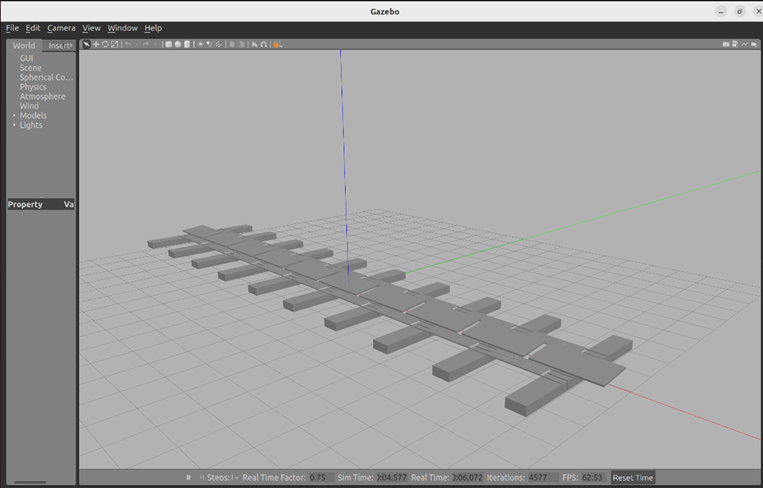 Gazebo
File Edit Camera View Window Help
World Insert
GUI
Scene
Spherical Co...
Physics
Atmosphere
Wind
Models
Lights
Property Va
Steps: Real Time Factor: 0.75 Sim Time: ):04.577 Real Time: ):06.072 Iterations: 4577 FPS: 62.53 Reset Time